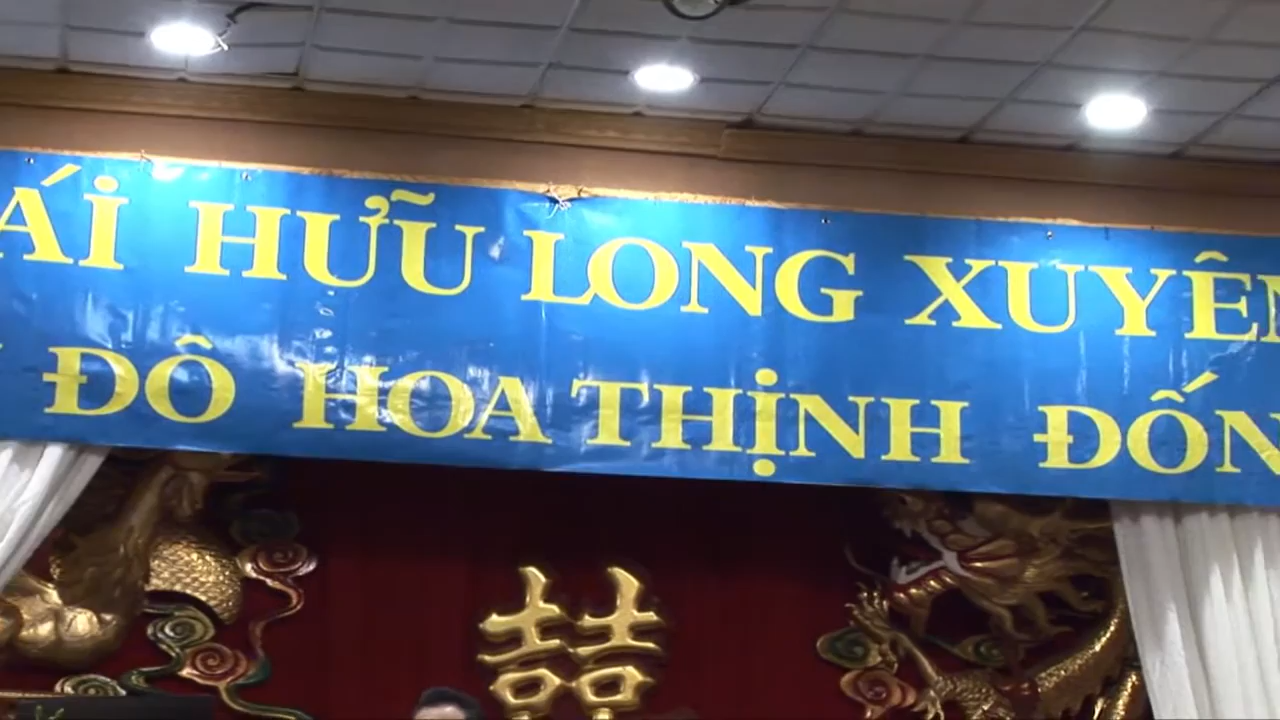 ÁI HỮU LONG XUYÊN
ĐÔ HOA THỊNH ĐỐN
囍